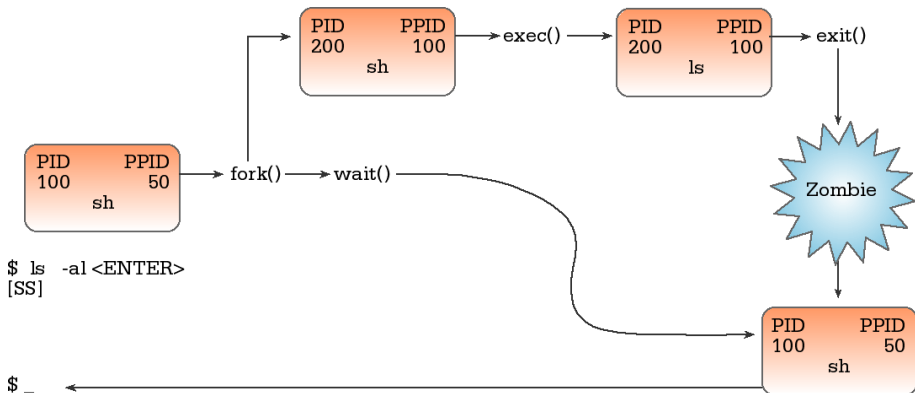 PID PPID
200 100
sh
exec()
PID PPID
200 100
ls
exit()
PID PPID
100 50
sh
fork()
wait()
Zombie
$ ls -al <ENTER>
[SS]
PID PPID
100 50
sh
$ _